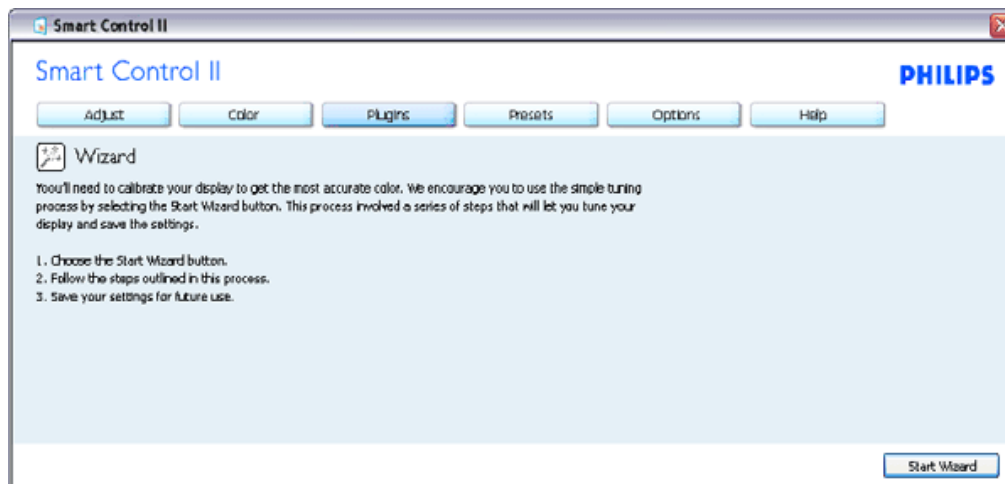 Smart Control II
Smart Control II
PHILIPS
Adjust Color Plugins Presets Options Help
Wizard
Yoou'll need to calibrate your display to get the most accurate color. We encourage you to use the simple tuning
process by selecting the Start Wizard button. This process involved a series of steps that will let you tune your
display and save the settings.
1. Choose the Start Wizard button.
2. Follow the steps outlined in this process.
3. Save your settings for future use.
Start Wizard